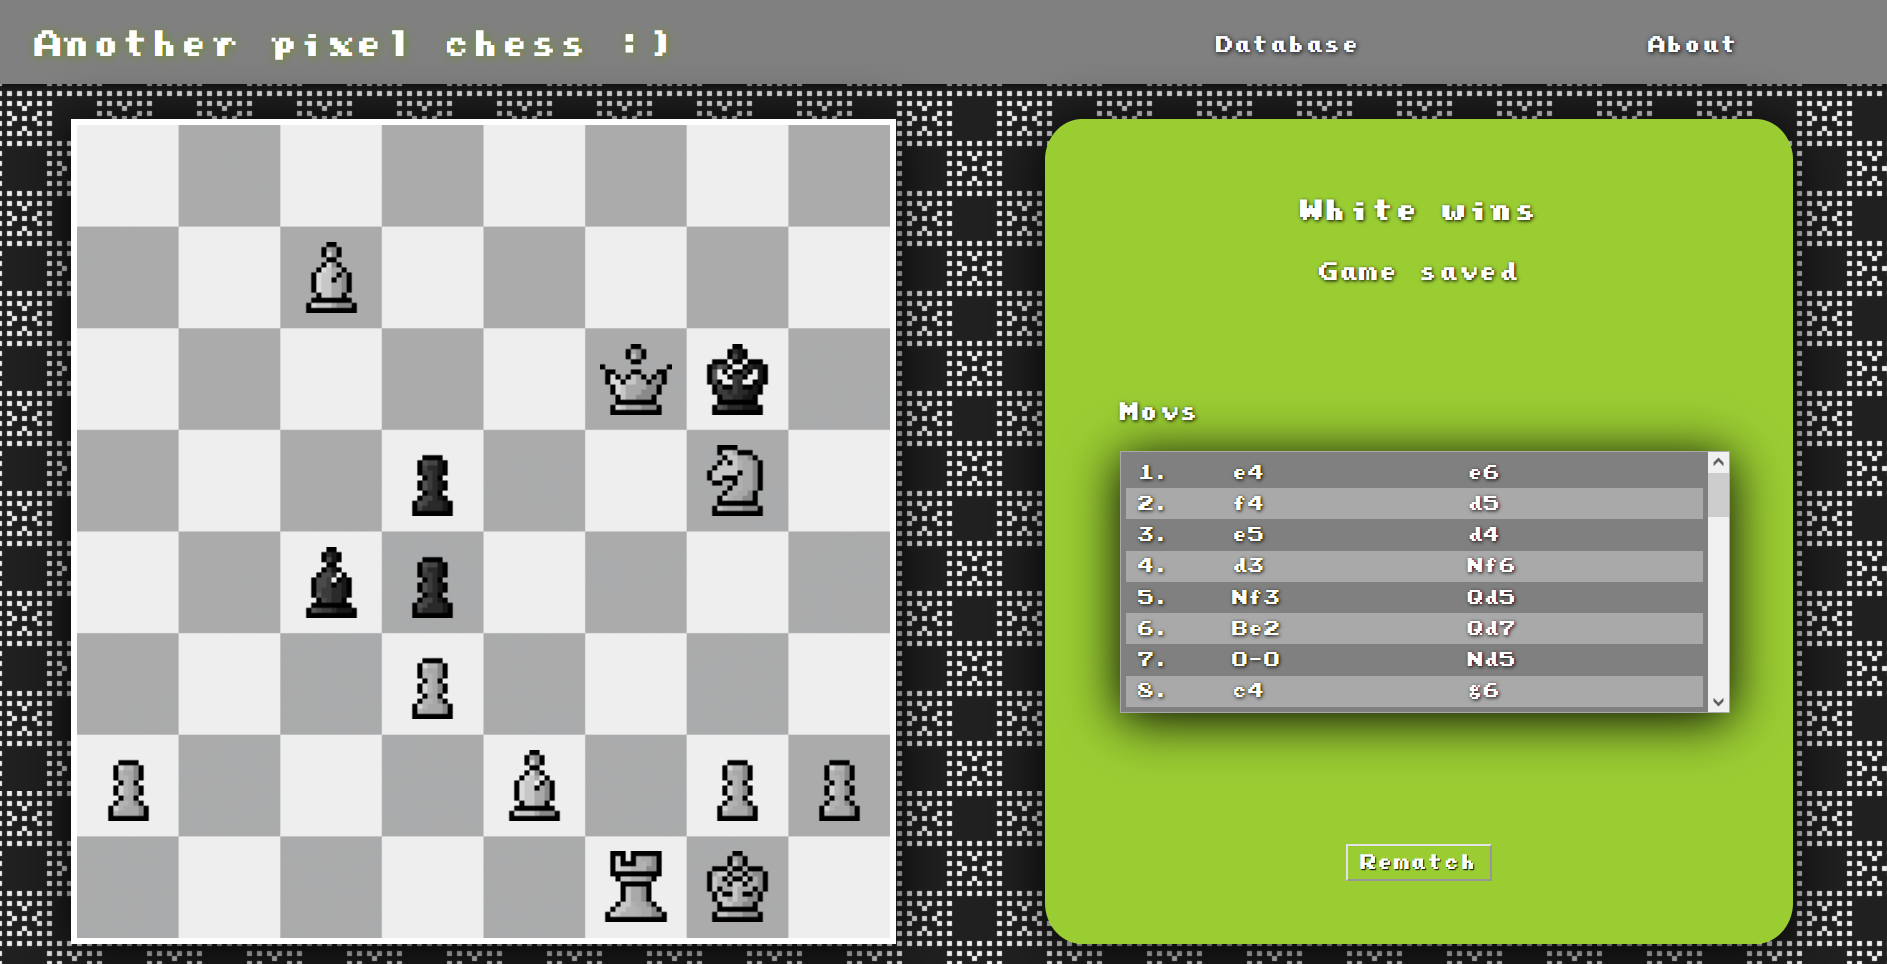 Another pixel chess :)
Database
About
White wins
Game saved
Movs
1. e4 e6
2. f4 d5
3. e5 d4
4. d3 Nf6
5. Nf3 Qd5
6. Be2 Qd7
7. O-O Nd5
8. c4 g6
Rematch